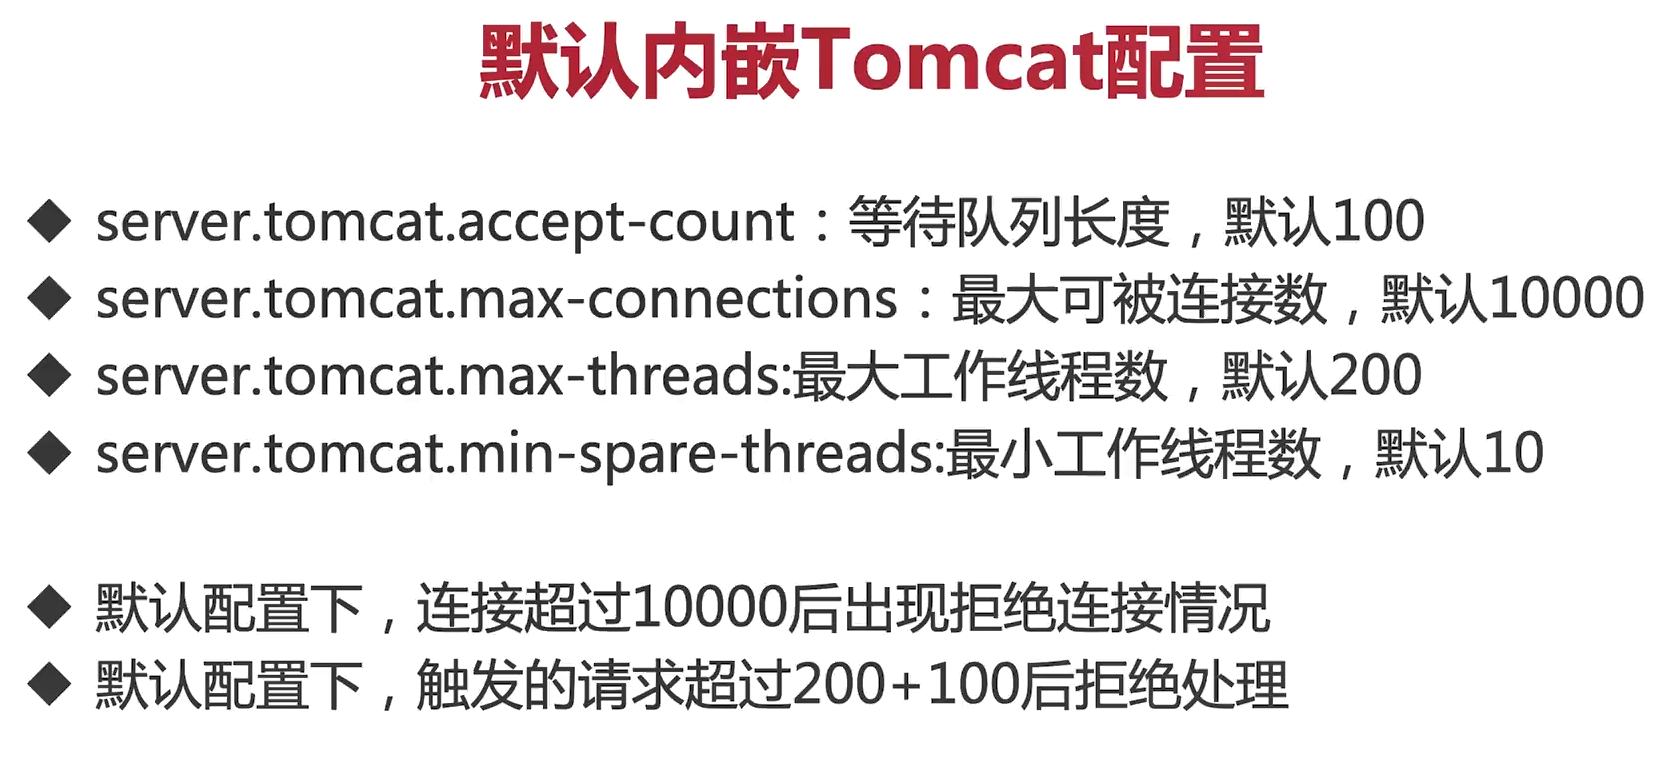 默认内嵌Tomcat配置
◆ server.tomcat.accept-count：等待队列长度，默认100
◆ server.tomcat.max-connections：最大可被连接数，默认10000
◆ server.tomcat.max-threads:最大工作线程数，默认200
◆ server.tomcat.min-spare-threads:最小工作线程数，默认10
◆ 默认配置下，连接超过10000后出现拒绝连接情况
◆ 默认配置下，触发的请求超过200+100后拒绝处理